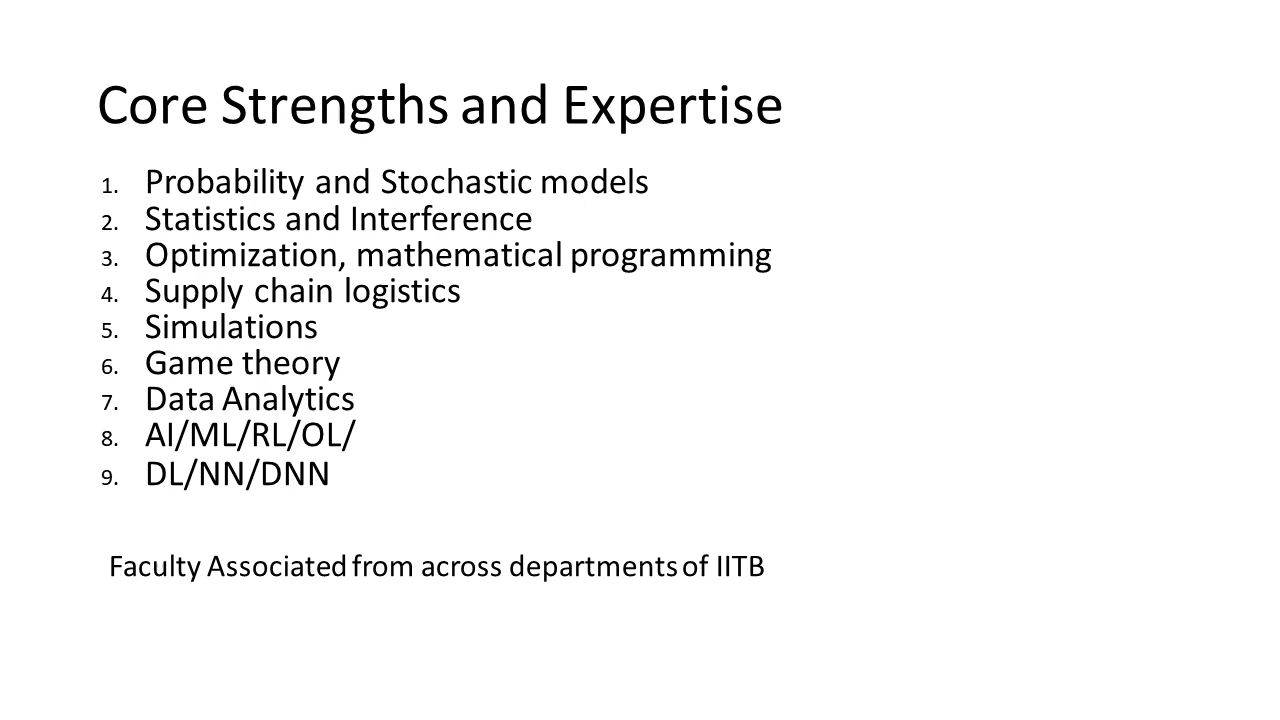 Core Strengths and Expertise
1. Probability and Stochastic models
2. Statistics and Interference
3. Optimization, mathematical programming
4. Supply chain logistics
5. Simulations
6. Game theory
7. Data Analytics
8. AI/ML/RL/OL/
9. DL/NN/DNN
Faculty Associated from across departments of IITB